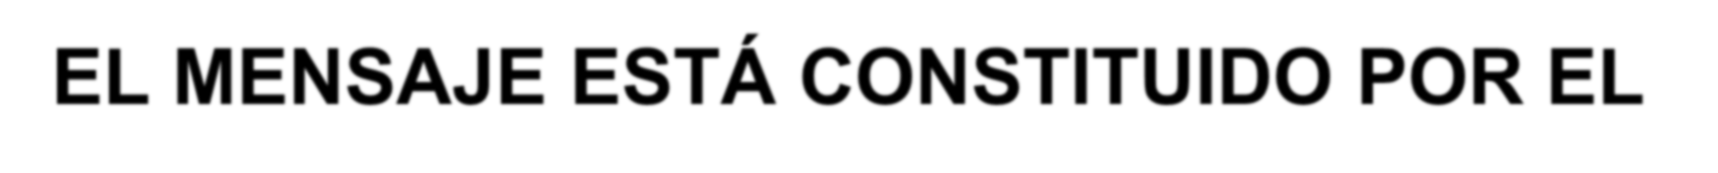 EL MENSAJE ESTÁ CONSTITUIDO POR EL